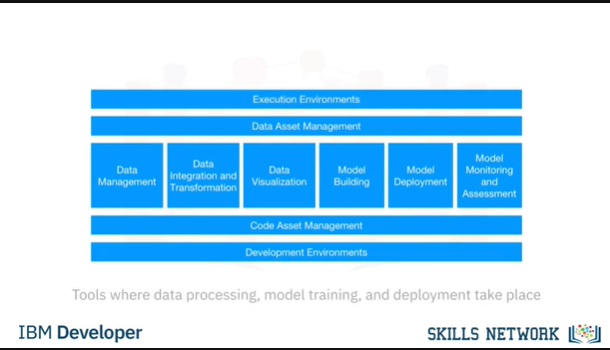 Execution Environments
Data Asset Management
Data
Management
Data
Integration and
Transformation
Data
Visualization
Model
Building
Model
Deployment
Model
Monitoring
and
Assessment
Code Asset Management
Development Environments
Tools where data processing, model training, and deployment take place
IBM Developer
SKILLS NETWORK